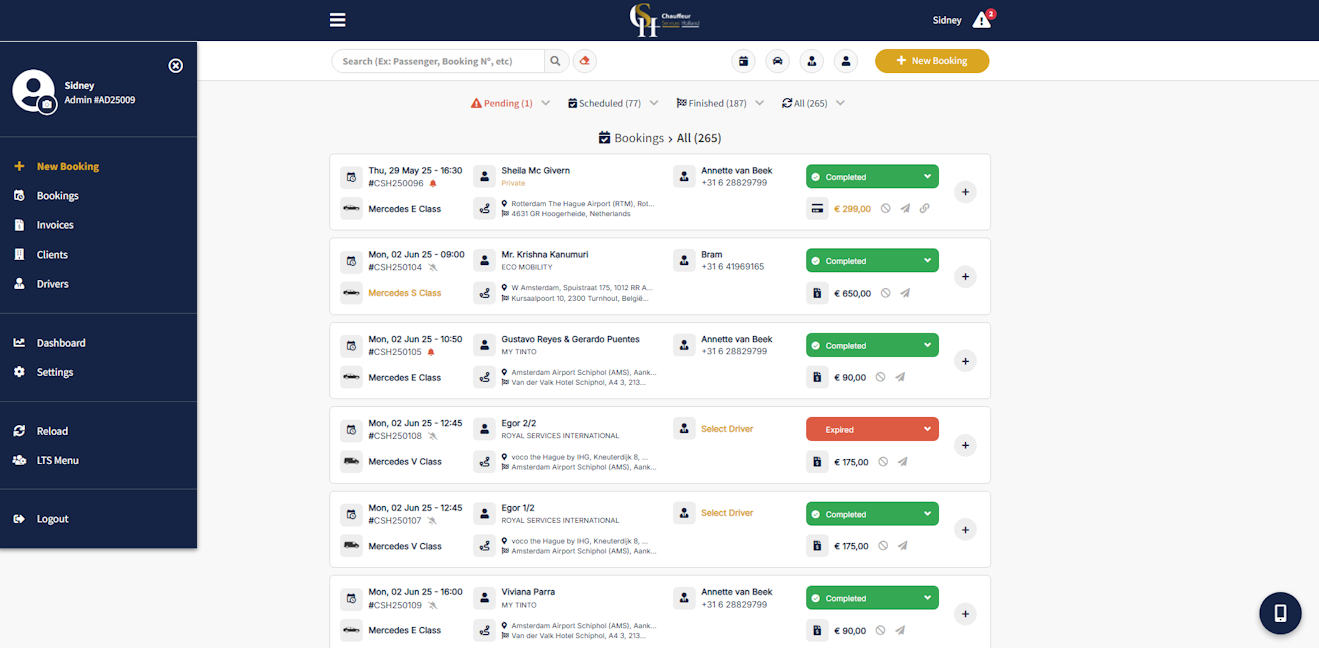 CSH Chauffeur
Services Holland
Sidney
2
Sidney
Admin #AD25009
New Booking
Bookings
Invoices
Clients
Drivers
Dashboard
Settings
Reload
LTS Menu
Logout
Search (Ex: Passenger, Booking Nº, etc)
New Booking
Pending (1)
Scheduled (77)
Finished (187)
All (265)
Bookings › All (265)
Thu, 29 May 25 - 16:30
#CSH250096
Mercedes E Class
Sheila Mc Givern
Private
Rotterdam The Hague Airport (RTM), Rot...
4631 GR Hoogerheide, Netherlands
Annette van Beek
+31 6 28829799
Completed
€ 299,00
Mon, 02 Jun 25 - 09:00
#CSH250104
Mercedes S Class
Mr. Krishna Kanumuri
ECO MOBILITY
W Amsterdam, Spuistraat 175, 1012 RR A...
Kursaalpoort 10, 2300 Turnhout, België...
Bram
+31 6 41969165
Completed
€ 650,00
Mon, 02 Jun 25 - 10:50
#CSH250105
Mercedes E Class
Gustavo Reyes & Gerardo Puentes
MY TINTO
Amsterdam Airport Schiphol (AMS), Aank...
Van der Valk Hotel Schiphol, A4 3, 213...
Annette van Beek
+31 6 28829799
Completed
€ 90,00
Mon, 02 Jun 25 - 12:45
#CSH250108
Mercedes V Class
Egor 2/2
ROYAL SERVICES INTERNATIONAL
voco the Hague by IHG, Kneuterdijk 8, ...
Amsterdam Airport Schiphol (AMS), Aank...
Select Driver
Expired
€ 175,00
Mon, 02 Jun 25 - 12:45
#CSH250107
Mercedes V Class
Egor 1/2
ROYAL SERVICES INTERNATIONAL
voco the Hague by IHG, Kneuterdijk 8, ...
Amsterdam Airport Schiphol (AMS), Aank...
Select Driver
Completed
€ 175,00
Mon, 02 Jun 25 - 16:00
#CSH250109
Mercedes E Class
Viviana Parra
MY TINTO
Amsterdam Airport Schiphol (AMS), Aank...
Van der Valk Hotel Schiphol, A4 3, 213...
Annette van Beek
+31 6 28829799
Completed
€ 90,00